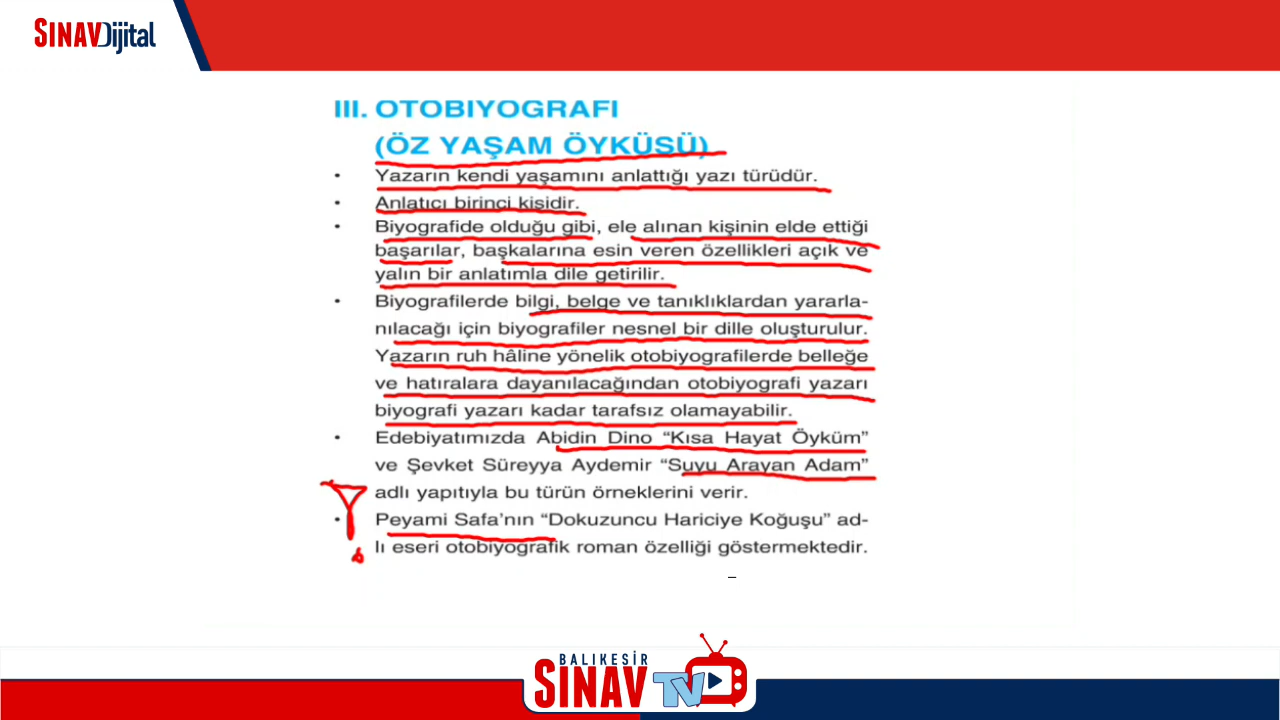 SINAVDijital
III. OTOBIYOGRAFI
(ÖZ YAŞAM ÖYKÜSÜ)
• Yazarın kendi yaşamını anlattığı yazı türüdür.
• Anlatıcı birinci kişidir.
• Biyografide olduğu gibi, ele alınan kişinin elde ettiği
başarılar, başkalarına esin veren özellikleri açık ve
yalın bir anlatımla dile getirilir.
• Biyografilerde bilgi, belge ve tanıklıklardan yararla-
nılacağı için biyografiler nesnel bir dille oluşturulur.
Yazarın ruh hâline yönelik otobiyografilerde belleğe
ve hatıralara dayanılacağından otobiyografi yazarı
biyografi yazarı kadar tarafsız olamayabilir.
• Edebiyatımızda Abidin Dino “Kısa Hayat Öyküm”
ve Şevket Süreyya Aydemir “Suyu Arayan Adam”
adlı yapıtıyla bu türün örneklerini verir.
• Peyami Safa’nın “Dokuzuncu Hariciye Koğuşu” ad-
lı eseri otobiyografik roman özelliği göstermektedir.
BALIKESİR
SINAV TV